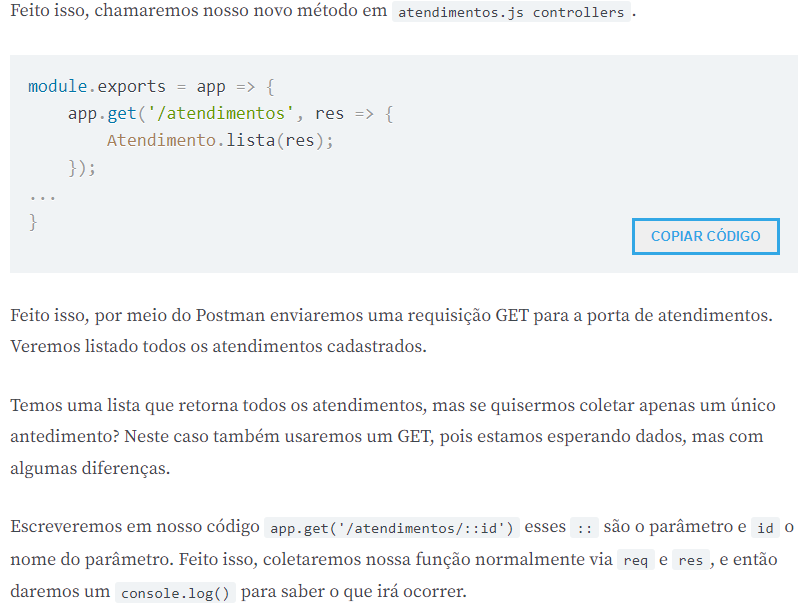 Feito isso, chamaremos nosso novo método em atendimentos.js controllers .
module.exports = app => {
    app.get('/atendimentos', res => {
        Atendimento.lista(res);
    });
...
}
COPIAR CÓDIGO
Feito isso, por meio do Postman enviaremos uma requisição GET para a porta de atendimentos.
Veremos listado todos os atendimentos cadastrados.
Temos uma lista que retorna todos os atendimentos, mas se quisermos coletar apenas um único
antedimento? Neste caso também usaremos um GET, pois estamos esperando dados, mas com
algumas diferenças.
Escreveremos em nosso código app.get('/atendimentos/::id') esses :: são o parâmetro e id o
nome do parâmetro. Feito isso, coletaremos nossa função normalmente via req e res , e então
daremos um console.log() para saber o que irá ocorrer.